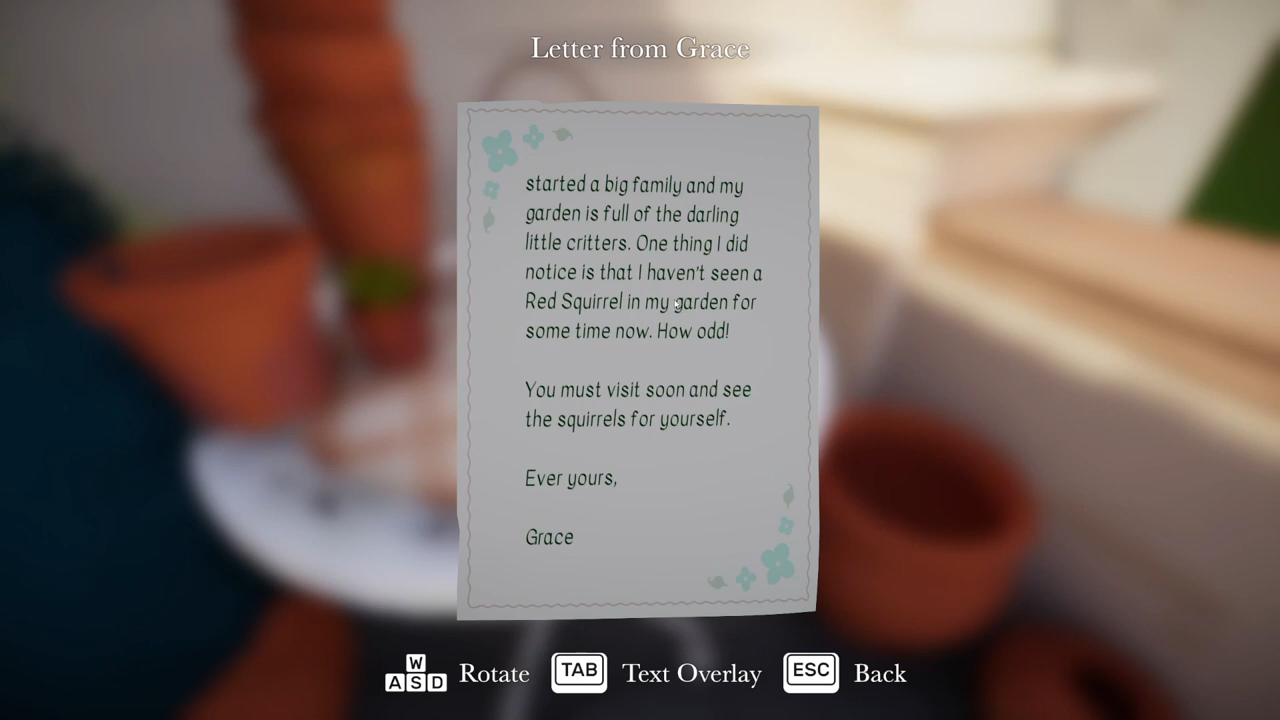 Letter from Grace
started a big family and my
garden is full of the darling
little critters. One thing I did
notice is that I haven't seen a
Red Squirrel in my garden for
some time now. How odd!
You must visit soon and see
the squirrels for yourself.
Ever yours,
Grace
W
A S D Rotate TAB Text Overlay ESC Back